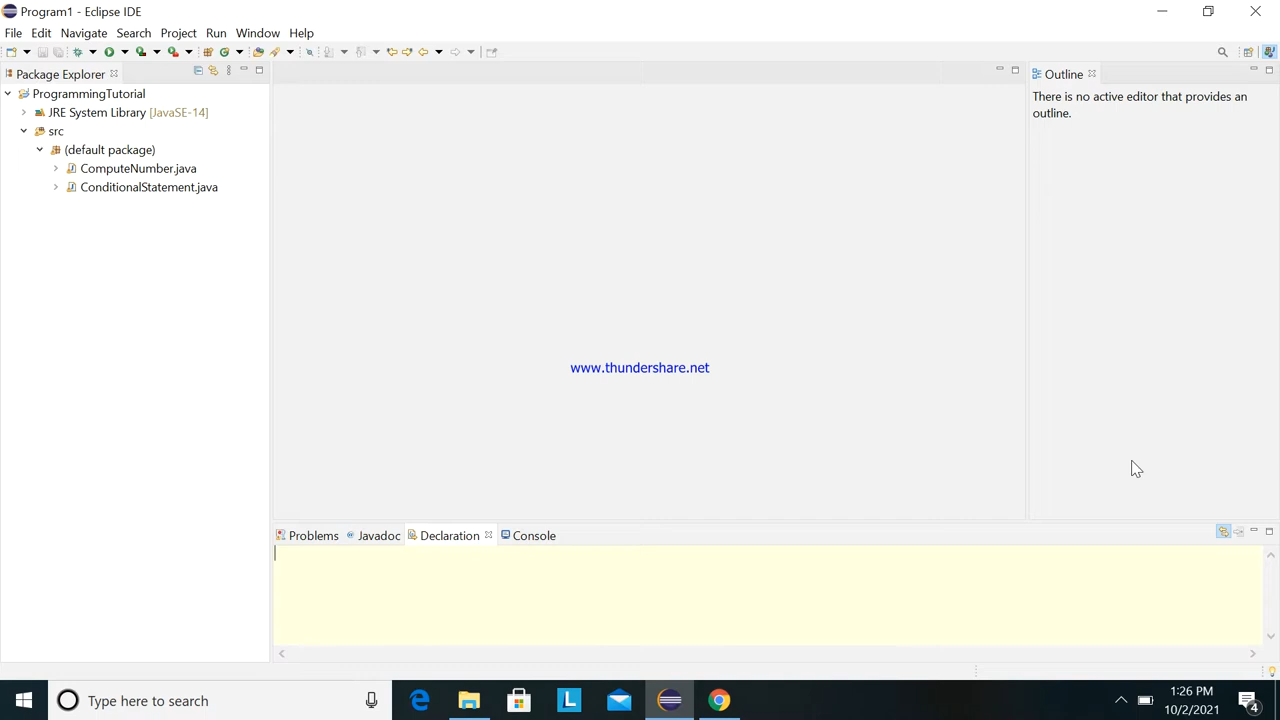 Program1 - Eclipse IDE
File Edit Navigate Search Project Run Window Help
Package Explorer
ProgrammingTutorial
JRE System Library [JavaSE-14]
src
(default package)
ComputeNumber.java
ConditionalStatement.java
www.thundershare.net
Outline
There is no active editor that provides an
outline.
Problems Javadoc Declaration Console
Type here to search
1:26 PM
10/2/2021
4